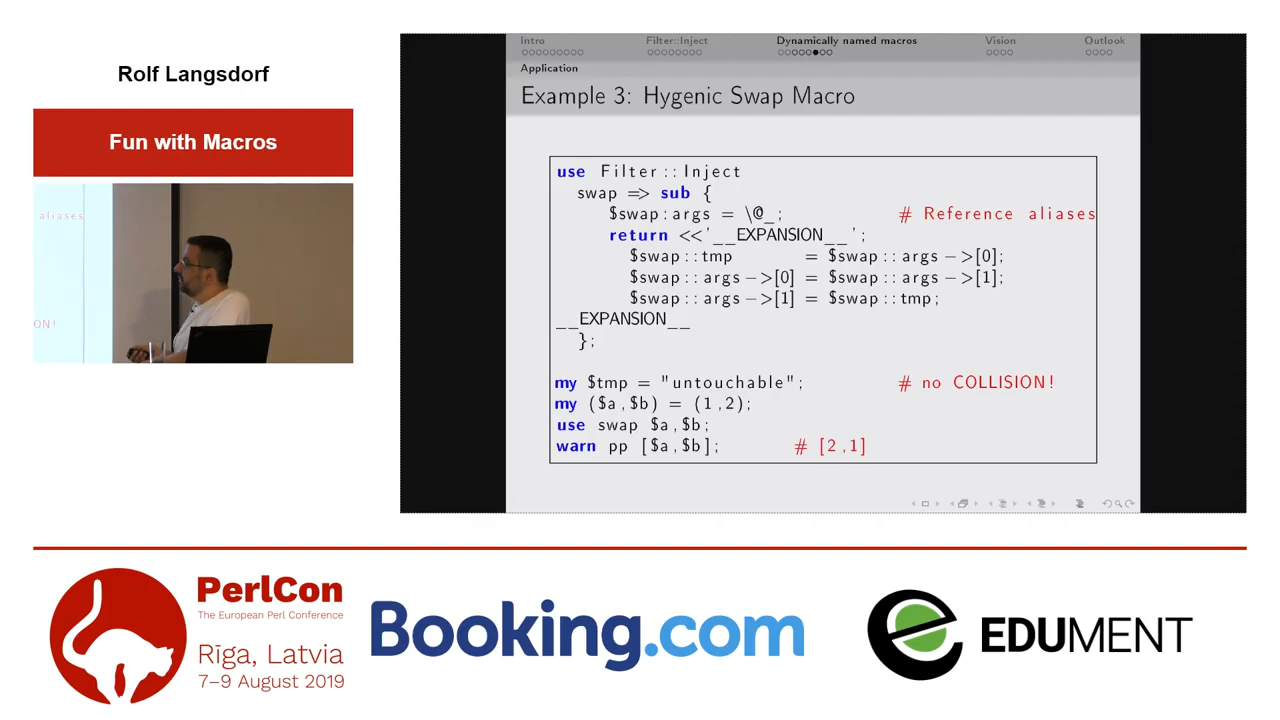 Rolf Langsdorf
Fun with Macros
aliases
ON!
Intro Filter::Inject Dynamically named macros Vision Outlook
Application
Example 3: Hygenic Swap Macro
use Filter::Inject
swap => sub {
$swap:args = \@_; # Reference aliases
return <<'__EXPANSION__';
$swap::tmp = $swap::args->[0];
$swap::args->[0] = $swap::args->[1];
$swap::args->[1] = $swap::tmp;
__EXPANSION__
};
my $tmp = "untouchable"; # no COLLISION!
my ($a,$b) = (1,2);
use swap $a,$b;
warn pp [$a,$b]; # [2,1]
PerlCon
The European Perl Conference
Rīga, Latvia
7–9 August 2019
Booking.com
EDUMENT